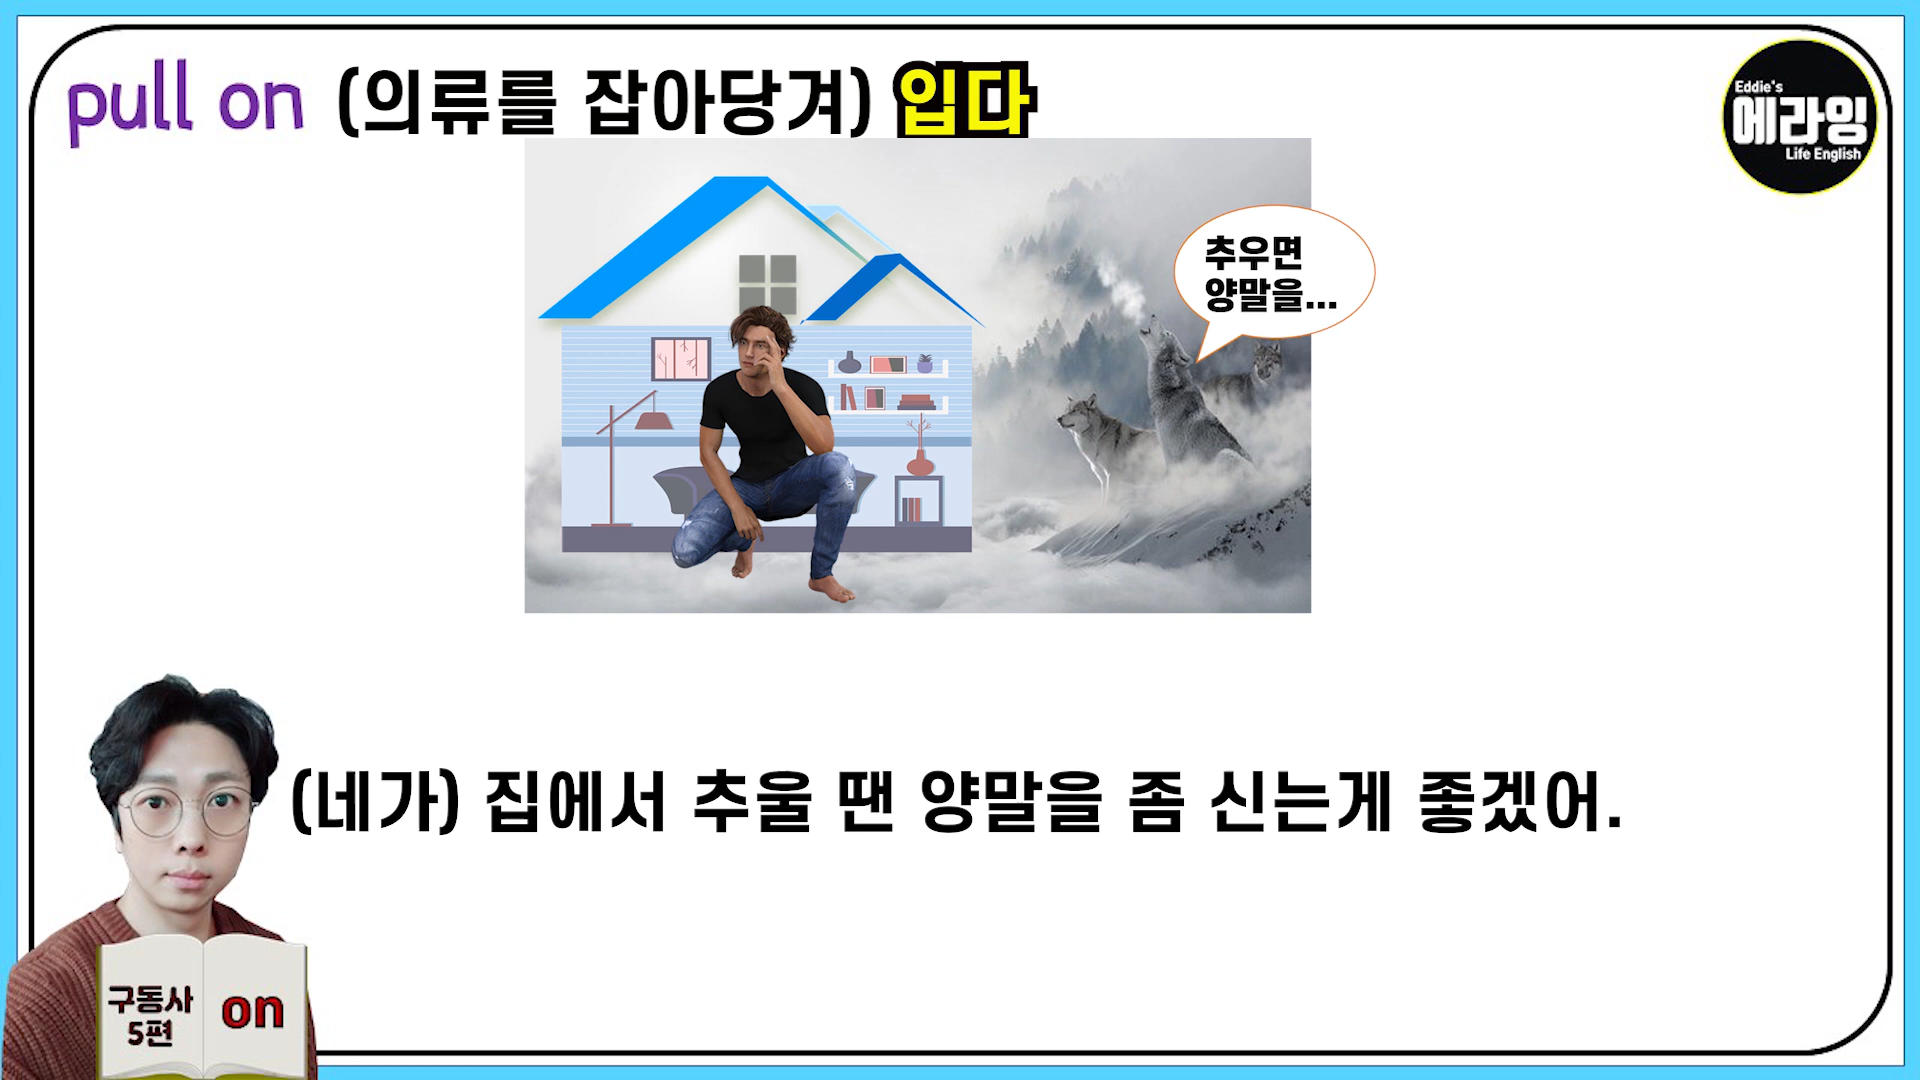 pull on (의류를 잡아당겨) 입다
Eddie's
에라잉
Life English
추우면
양말을...
(네가) 집에서 추울 땐 양말을 좀 신는게 좋겠어.
구동사
5편
on